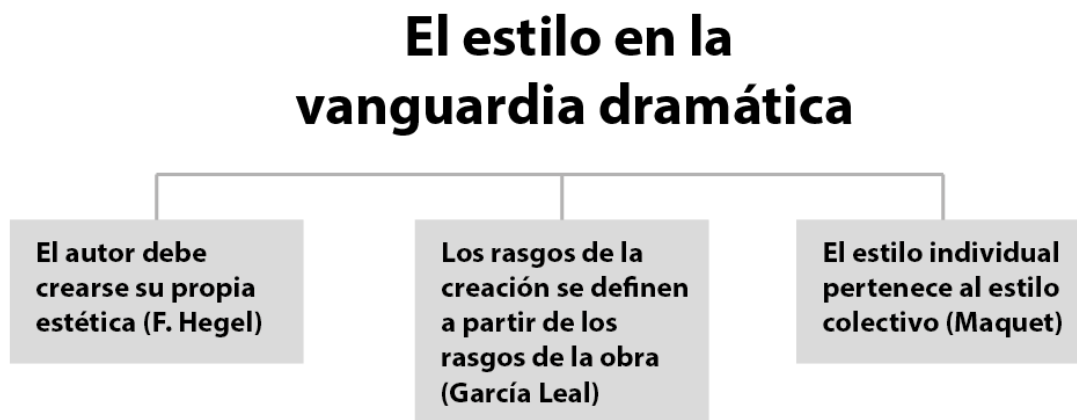 El estilo en la
vanguardia dramática
El autor debe
crearse su propia
estética (F. Hegel)
Los rasgos de la
creación se definen
a partir de los
rasgos de la obra
(García Leal)
El estilo individual
pertenece al estilo
colectivo (Maquet)